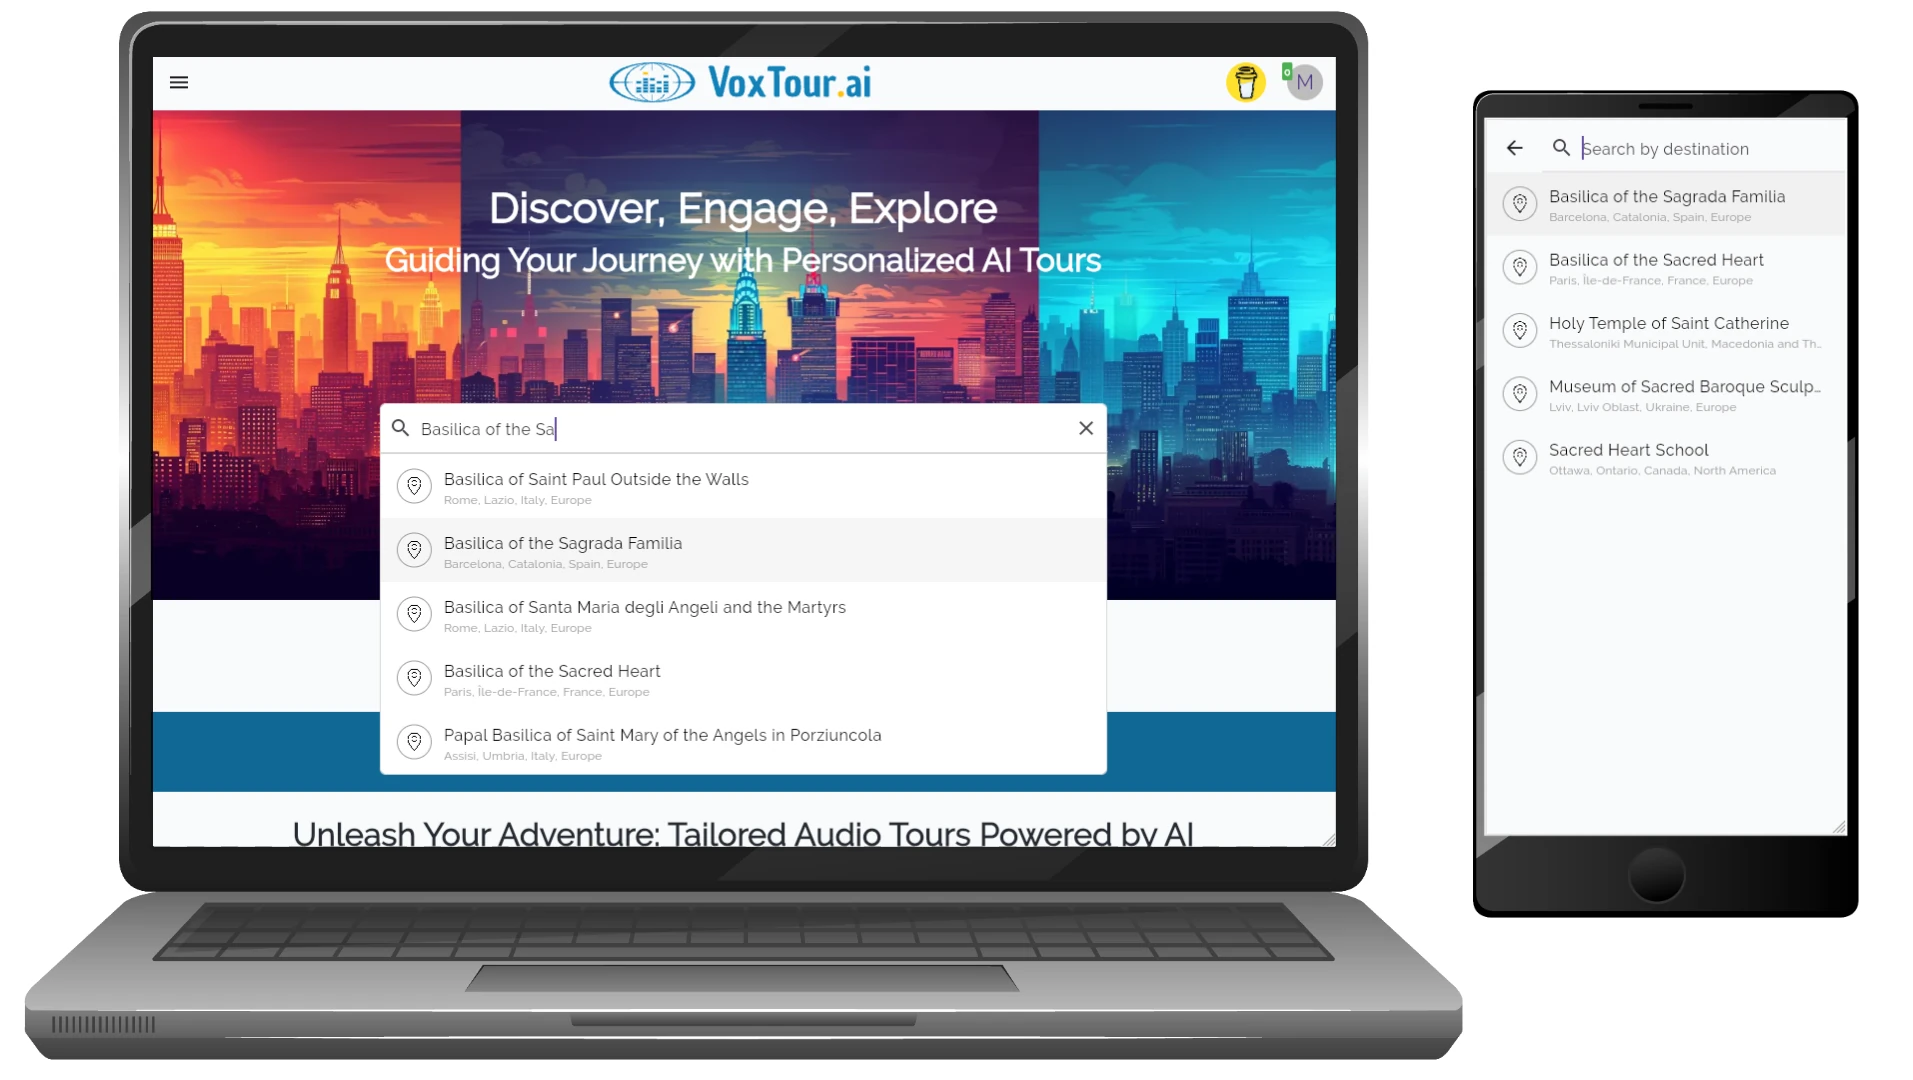 VoxTour.ai
0
M
Discover, Engage, Explore
Guiding Your Journey with Personalized AI Tours
Basilica of the Sa
Basilica of Saint Paul Outside the Walls
Rome, Lazio, Italy, Europe
Basilica of the Sagrada Familia
Barcelona, Catalonia, Spain, Europe
Basilica of Santa Maria degli Angeli and the Martyrs
Rome, Lazio, Italy, Europe
Basilica of the Sacred Heart
Paris, Île-de-France, France, Europe
Papal Basilica of Saint Mary of the Angels in Porziuncola
Assisi, Umbria, Italy, Europe
Unleash Your Adventure: Tailored Audio Tours Powered by AI
Search by destination
Basilica of the Sagrada Familia
Barcelona, Catalonia, Spain, Europe
Basilica of the Sacred Heart
Paris, Île-de-France, France, Europe
Holy Temple of Saint Catherine
Thessaloniki Municipal Unit, Macedonia and Th...
Museum of Sacred Baroque Sculp...
Lviv, Lviv Oblast, Ukraine, Europe
Sacred Heart School
Ottawa, Ontario, Canada, North America